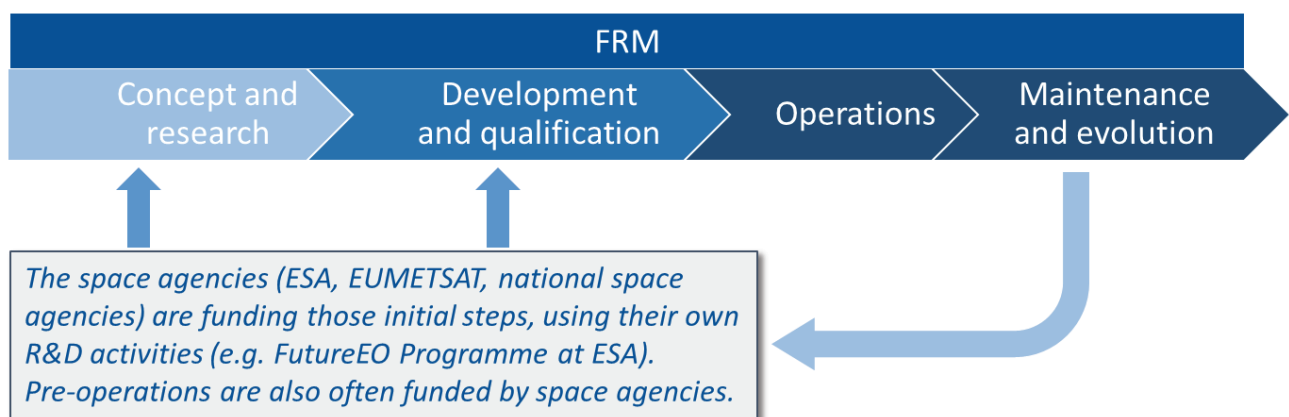 FRM
Concept and
research
Development
and qualification
Operations
Maintenance
and evolution
The space agencies (ESA, EUMETSAT, national space
agencies) are funding those initial steps, using their own
R&D activities (e.g. FutureEO Programme at ESA).
Pre-operations are also often funded by space agencies.